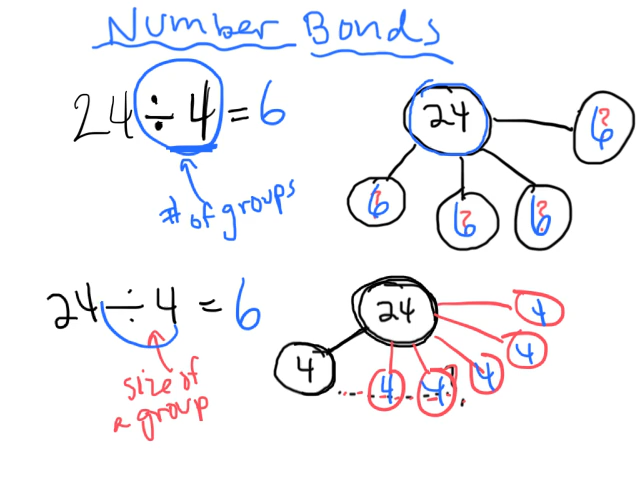 Number Bonds
24 ÷ 4 = 6
# of groups
24
6 ?
6 ?
6 ?
6 ?
24 ÷ 4 = 6
size of
a group
24
4
4
4 ?
4
4
4